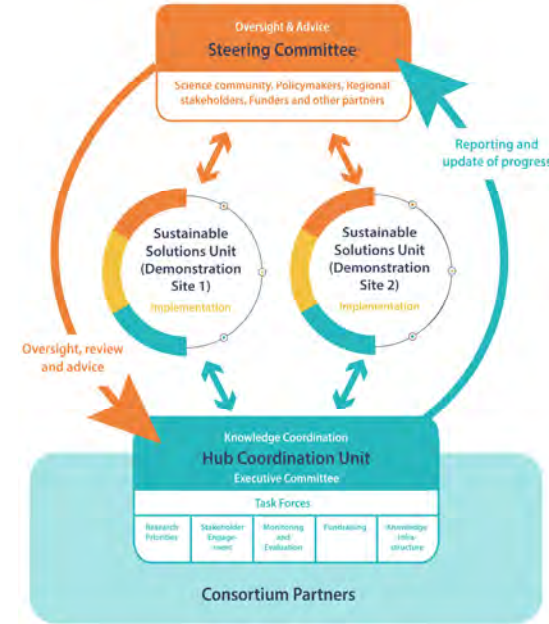 Oversight & Advice
Steering Committee
Science community, Policymakers, Regional
stakeholders, Funders and other partners
Reporting and
update of progress
Sustainable
Solutions Unit
(Demonstration
Site 1)
Implementation
Sustainable
Solutions Unit
(Demonstration
Site 2)
Implementation
Oversight, review
and advice
Knowledge Coordination
Hub Coordination Unit
Executive Committee
Task Forces
Research
Priorities
Stakeholder
Engage-
ment
Monitoring
and
Evaluation
Fundraising
Knowledge
Infra-
structure
Consortium Partners